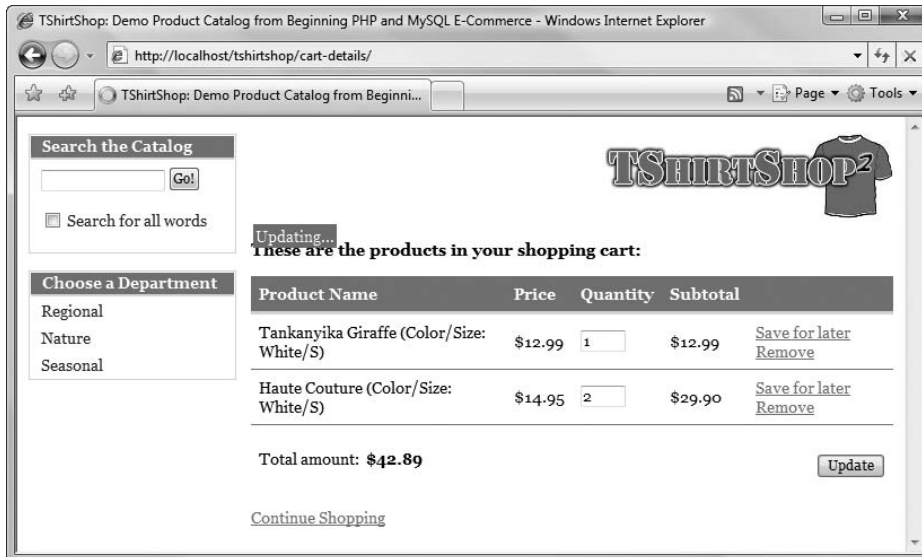 TShirtShop: Demo Product Catalog from Beginning PHP and MySQL E-Commerce - Windows Internet Explorer
http://localhost/tshirtshop/cart-details/
TShirtShop: Demo Product Catalog from Beginni...
Page
Tools
Search the Catalog
Go!
Search for all words
Choose a Department
Regional
Nature
Seasonal
TShirtShop²
Updating...
These are the products in your shopping cart:
Product Name Price Quantity Subtotal
Tankanyika Giraffe (Color/Size:
White/S)
$12.99 1 $12.99
Save for later
Remove
Haute Couture (Color/Size:
White/S)
$14.95 2 $29.90
Save for later
Remove
Total amount: $42.89
Update
Continue Shopping